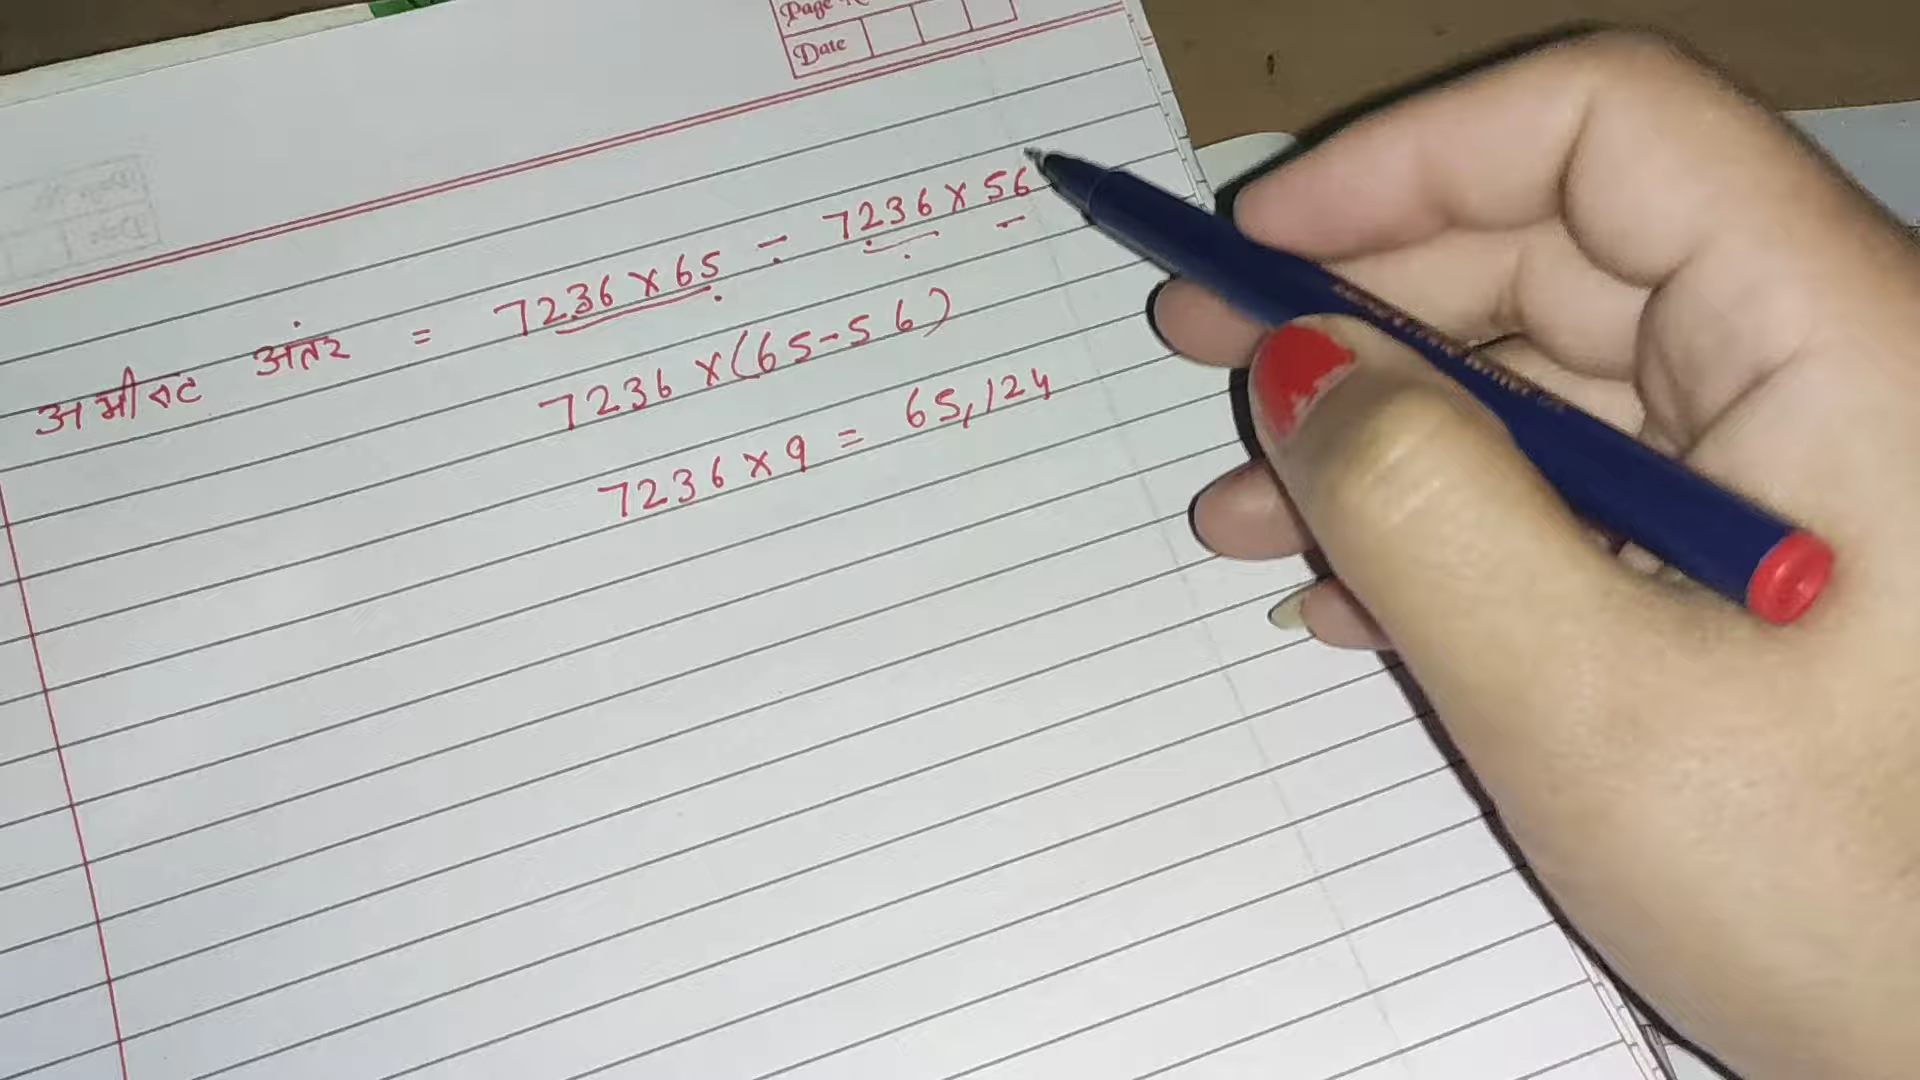 Page
Date
अभीष्ट अंतर = 7236 × 65 - 7236 × 56
7236 × (65-56)
7236 × 9 = 65,124